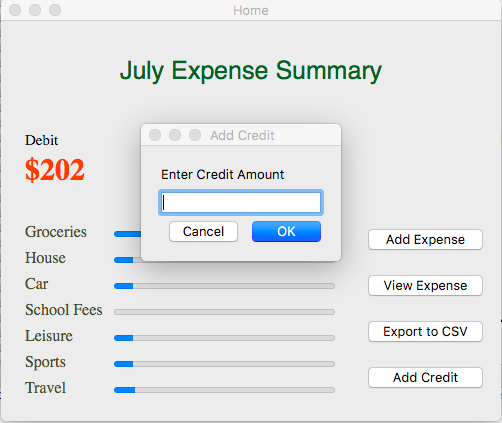 Home
July Expense Summary
Add Credit
Debit
$202
Enter Credit Amount
Cancel
OK
Groceries
House
Car
School Fees
Leisure
Sports
Travel
Add Expense
View Expense
Export to CSV
Add Credit